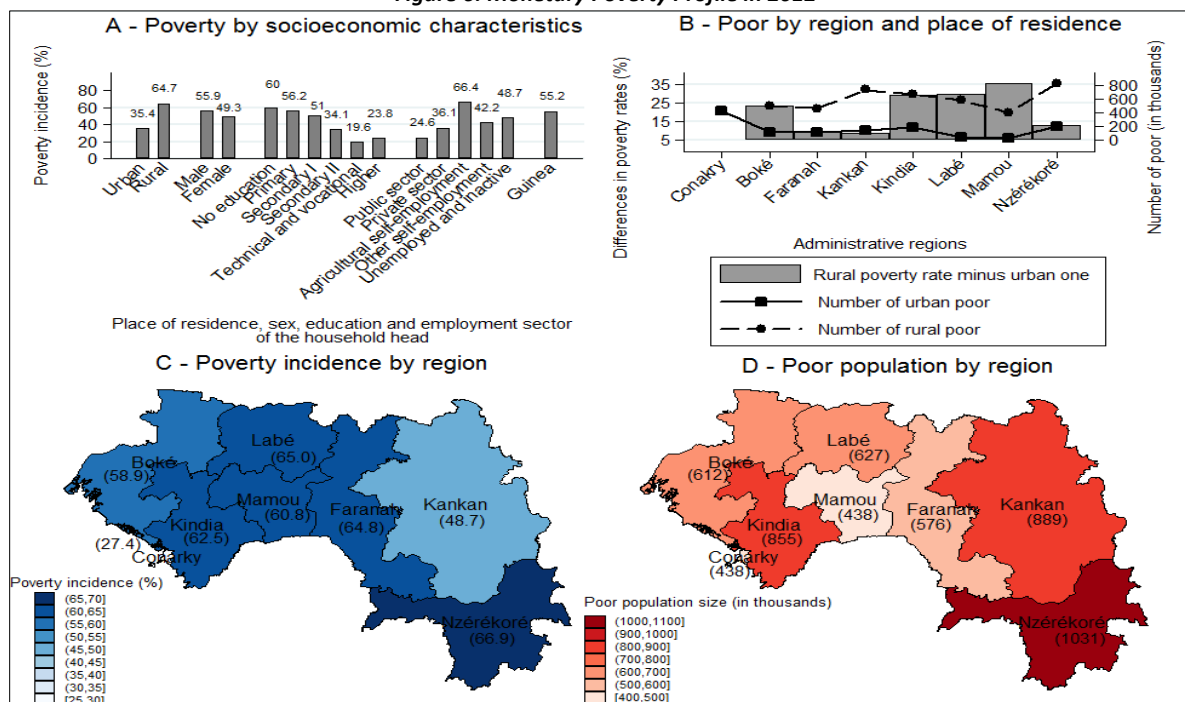 A - Poverty by socioeconomic characteristics
Poverty incidence (%)
80
60
40
20
0
35.4
64.7
55.9
49.3
60
56.2
51
34.1
19.6
23.8
24.6
36.1
66.4
42.2
48.7
55.2
Urban
Rural
Male
Female
No education
Primary
Secondary I
Secondary II
Technical and vocational
Higher
Public sector
Private sector
Agricultural self-employment
Other self-employment
Unemployed and inactive
Guinea
Place of residence, sex, education and employment sector
of the household head
B - Poor by region and place of residence
Differences in poverty rates (%)
35
25
15
5
Number of poor (in thousands)
800
600
400
200
0
Conakry
Boké
Faranah
Kankan
Kindia
Labé
Mamou
Nzérékoré
Administrative regions
Rural poverty rate minus urban one
Number of urban poor
Number of rural poor
C - Poverty incidence by region
Labé
(65.0)
Boké
(58.9)
Mamou
(60.8)
Faranah
(64.8)
Kankan
(48.7)
Kindia
(62.5)
(27.4)
Conarky
Nzérékoré
(66.9)
Poverty incidence (%)
(65,70]
(60,65]
(55,60]
(50,55]
(45,50]
(40,45]
(35,40]
(30,35]
[25,30]
D - Poor population by region
Labé
(627)
Boké
(612)
Mamou
(438)
Faranah
(576)
Kankan
(889)
Kindia
(855)
Conarky
(438)
Nzérékoré
(1031)
Poor population size (in thousands)
(1000,1100]
(900,1000]
(800,900]
(700,800]
(600,700]
(500,600]
[400,500]